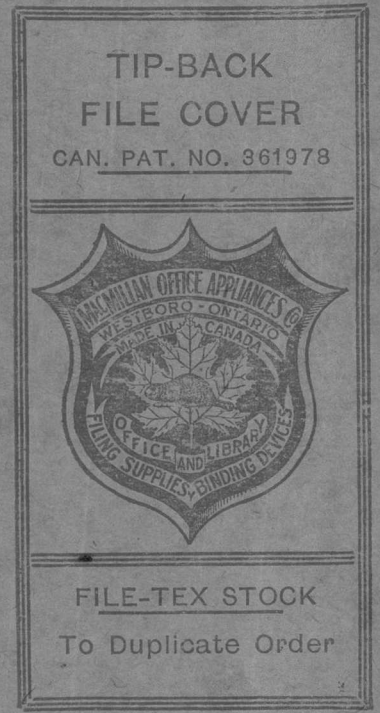 TIP-BACK
FILE COVER
CAN. PAT. NO. 361978
MACMILLAN OFFICE APPLIANCES Co
WESTBORO - ONTARIO
MADE IN CANADA
OFFICE AND LIBRARY
FILING SUPPLIES & BINDING DEVICES
FILE-TEX STOCK
To Duplicate Order